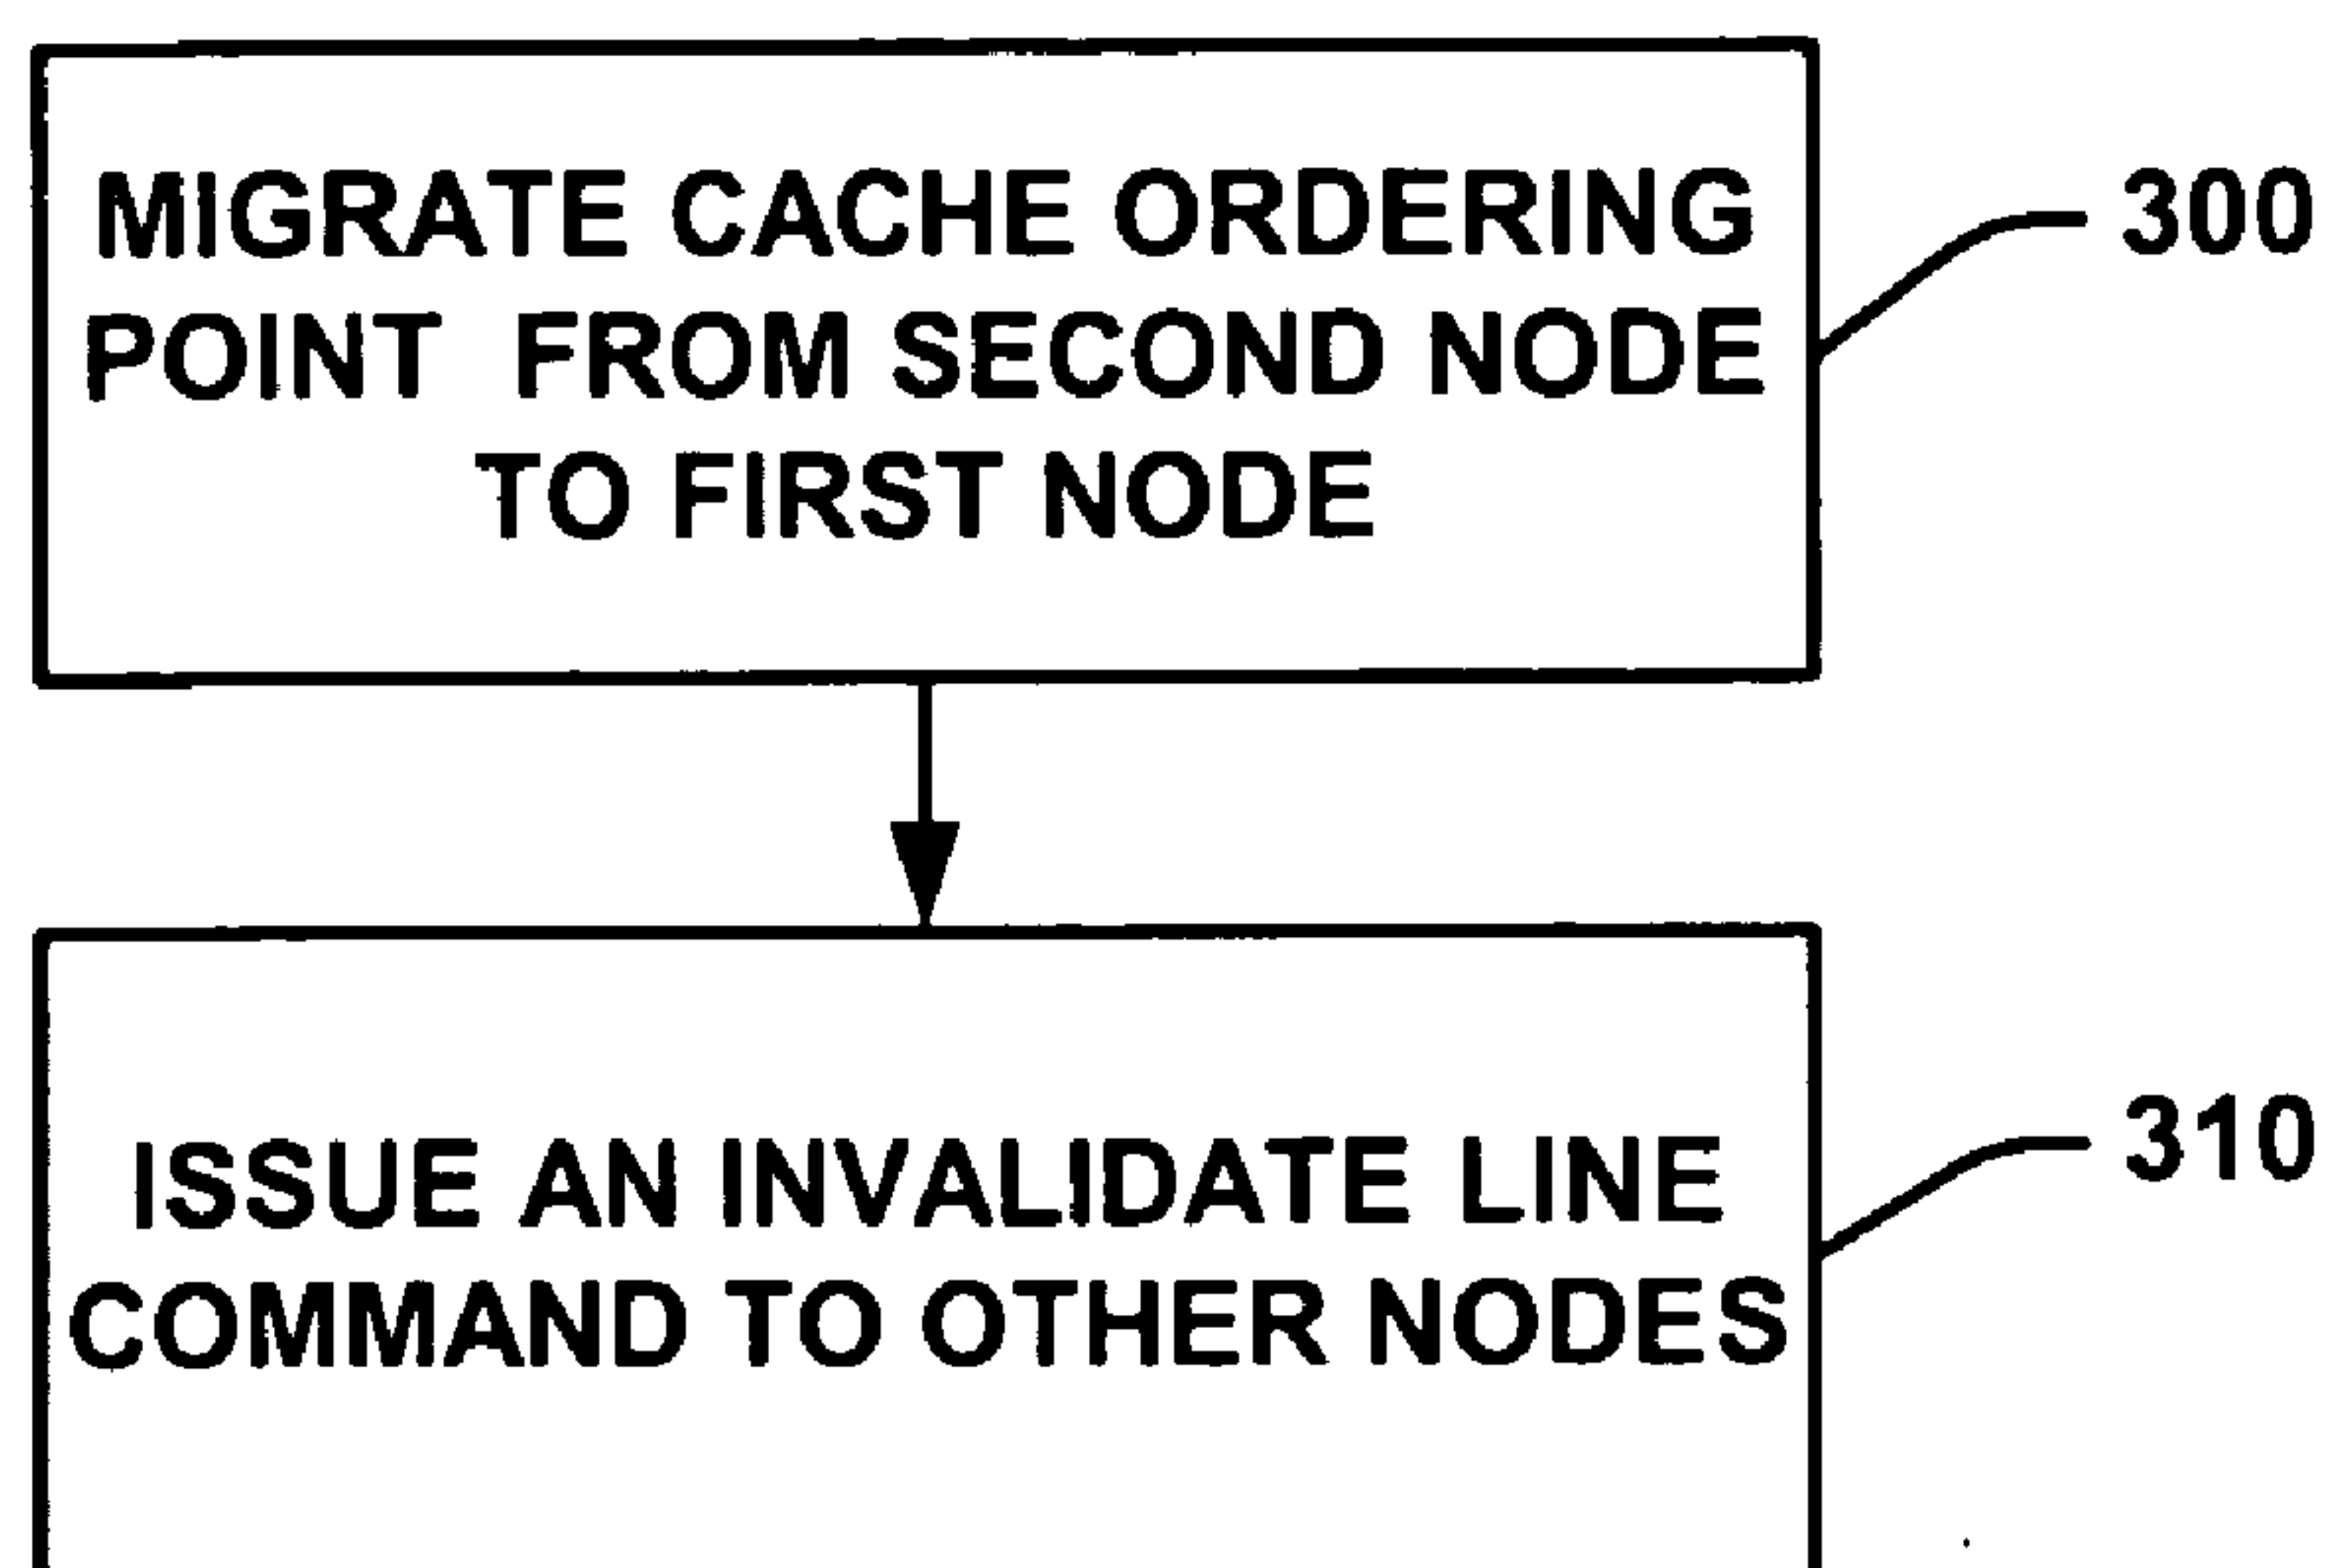 MIGRATE CACHE ORDERING
POINT FROM SECOND NODE
TO FIRST NODE
300
ISSUE AN INVALIDATE LINE
COMMAND TO OTHER NODES
310